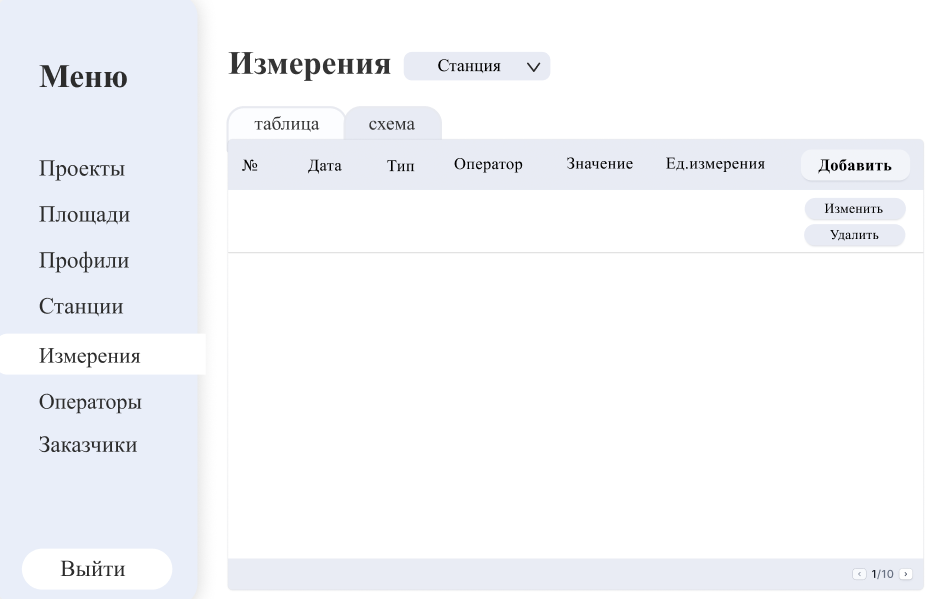 Меню
Проекты
Площади
Профили
Станции
Измерения
Операторы
Заказчики
Выйти
Измерения
Станция
таблица
схема
№ Дата Тип Оператор Значение Ед.измерения Добавить
Изменить
Удалить
1/10